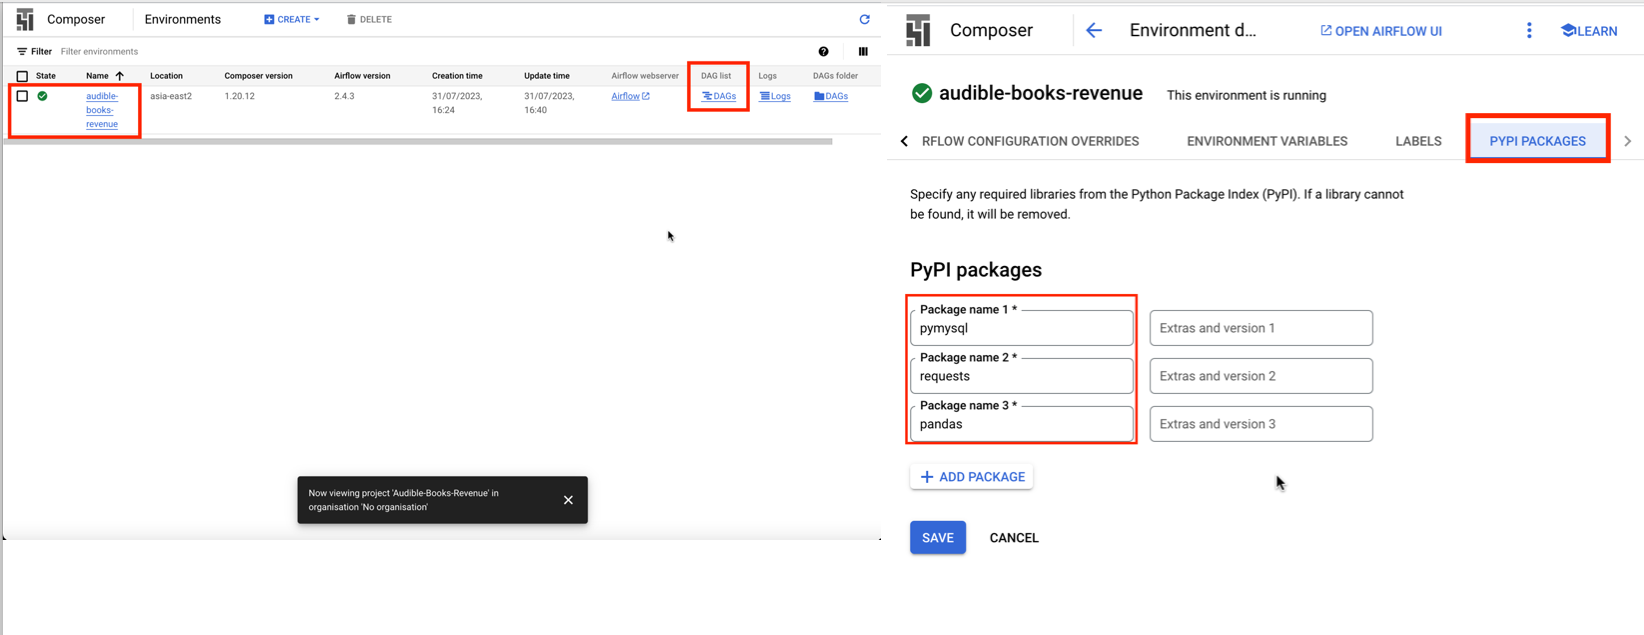 Composer Environments CREATE DELETE
Filter Filter environments
State Name Location Composer version Airflow version Creation time Update time Airflow webserver DAG list Logs DAGs folder
audible-books-revenue asia-east2 1.20.12 2.4.3 31/07/2023, 16:24 31/07/2023, 16:40 Airflow DAGs Logs DAGs
Now viewing project 'Audible-Books-Revenue' in
organisation 'No organisation'
Composer Environment d... OPEN AIRFLOW UI LEARN
audible-books-revenue This environment is running
RFLOW CONFIGURATION OVERRIDES ENVIRONMENT VARIABLES LABELS PYPI PACKAGES
Specify any required libraries from the Python Package Index (PyPI). If a library cannot
be found, it will be removed.
PyPI packages
Package name 1 *
pymysql Extras and version 1
Package name 2 *
requests Extras and version 2
Package name 3 *
pandas Extras and version 3
+ ADD PACKAGE
SAVE CANCEL